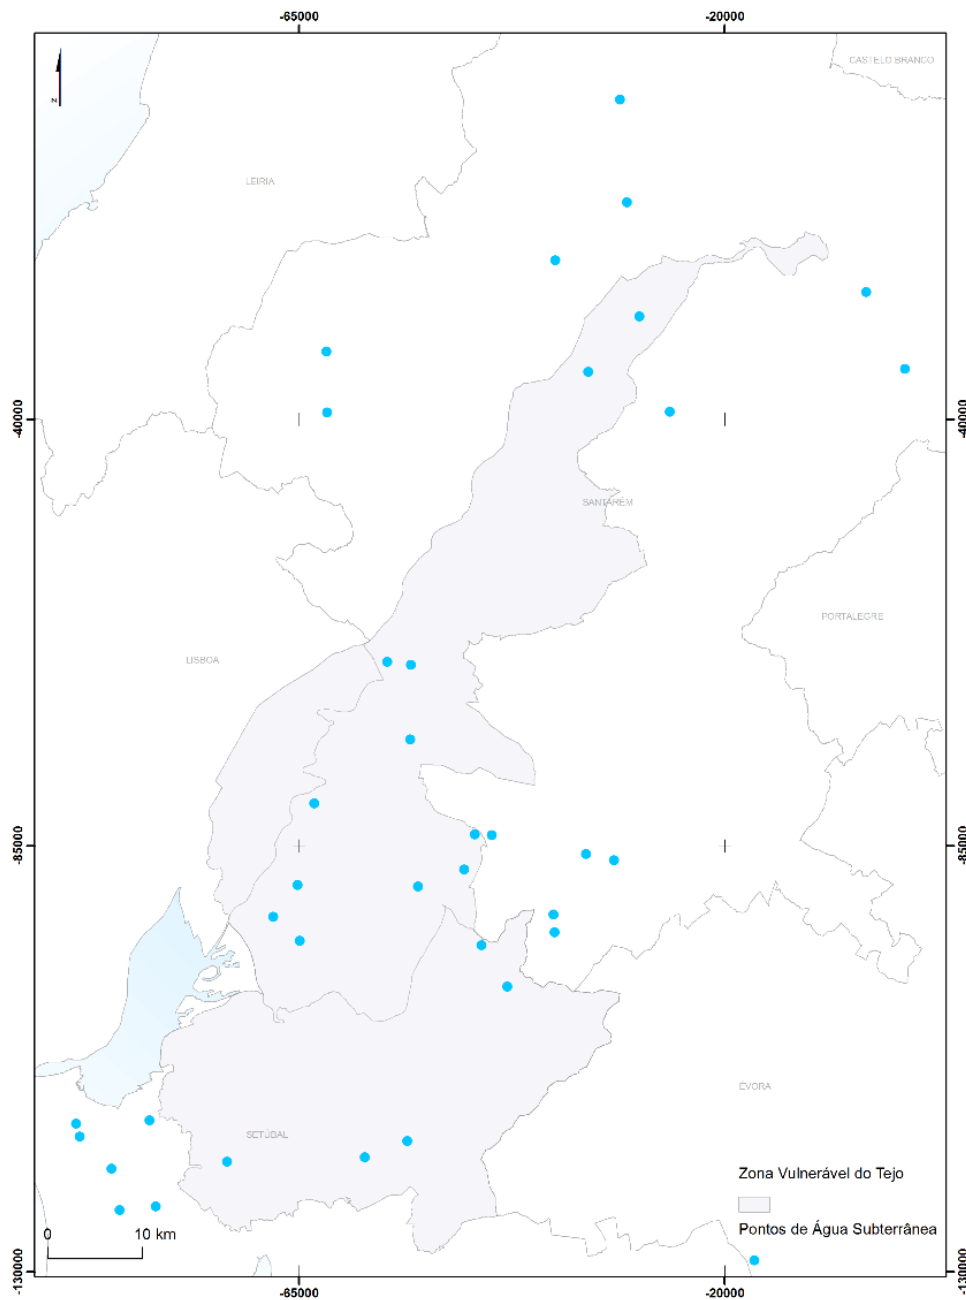 -65000
-20000
CASTELO BRANCO
N
LEIRIA
-40000
-40000
SANTARÉM
PORTALEGRE
LISBOA
-85000
-85000
ÉVORA
SETÚBAL
Zona Vulnerável do Tejo
Pontos de Água Subterrânea
0
10 km
-130000
-130000
-65000
-20000